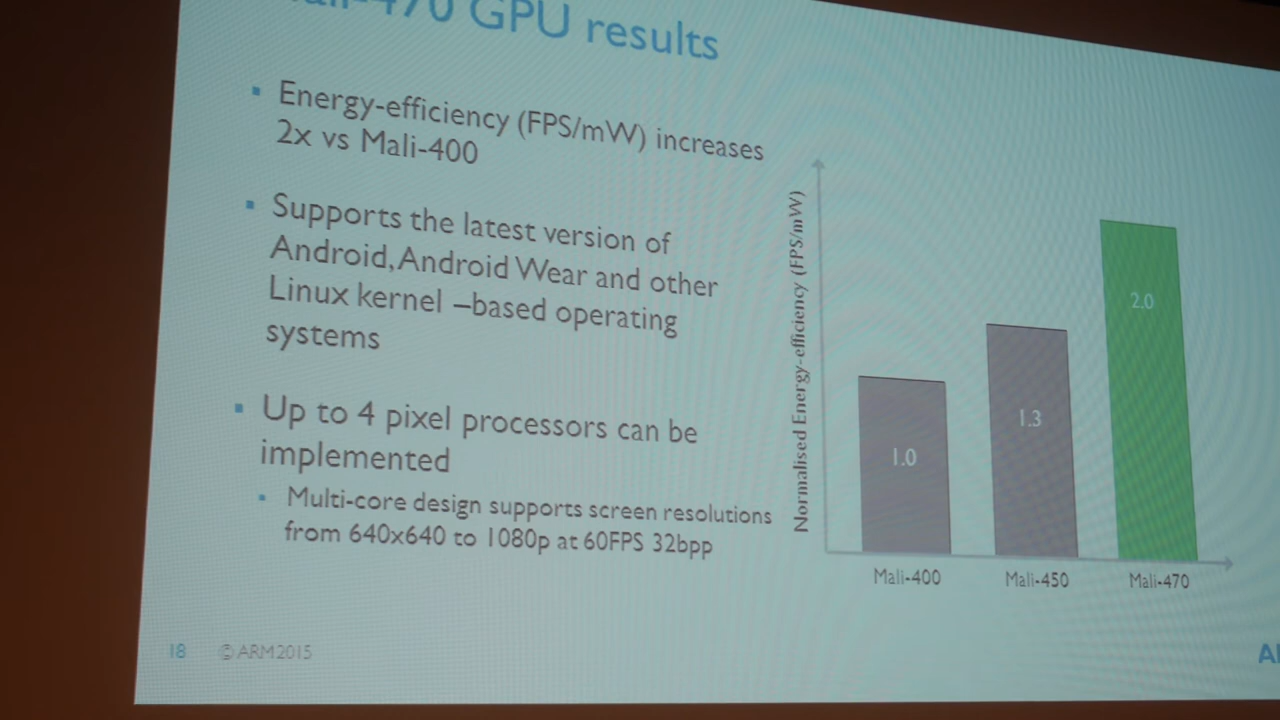 Mali-470 GPU results
Energy-efficiency (FPS/mW) increases
2x vs Mali-400
Supports the latest version of
Android, Android Wear and other
Linux kernel –based operating
systems
Up to 4 pixel processors can be
implemented
Multi-core design supports screen resolutions
from 640x640 to 1080p at 60FPS 32bpp
Normalised Energy-efficiency (FPS/mW)
1.0
1.3
2.0
Mali-400
Mali-450
Mali-470
18
© ARM2015